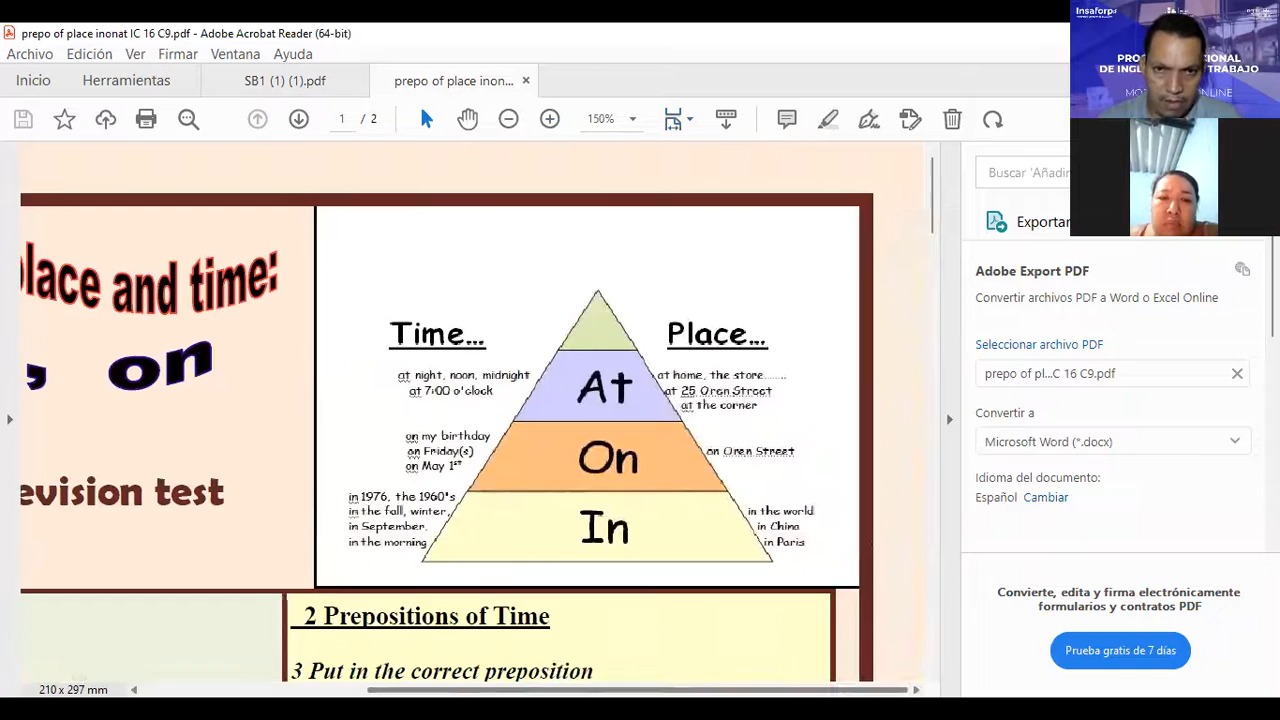 prepo of place inonat IC 16 C9.pdf - Adobe Acrobat Reader (64-bit)
Archivo Edición Ver Firmar Ventana Ayuda
Inicio Herramientas SB1 (1) (1).pdf prepo of place inon... ×
1 / 2 150%
Insaforp
DE INGL TRABAJO
ONLINE
Buscar 'Añadi
Exportar
Adobe Export PDF
Convertir archivos PDF a Word o Excel Online
Seleccionar archivo PDF
prepo of pl...C 16 C9.pdf
Convertir a
Microsoft Word (*.docx)
Idioma del documento:
Español Cambiar
Convierte, edita y firma electrónicamente
formularios y contratos PDF
Prueba gratis de 7 días
lace and time:
, on
evision test
Time... Place...
at night, noon, midnight
at 7:00 o'clock
At
at home, the store........
at 25 Oren Street
at the corner
on my birthday
on Friday(s)
on May 1st
On
on Oren Street
in 1976, the 1960's
in the fall, winter,
in September,
in the morning
In
in the world
in China
in Paris
2 Prepositions of Time
3 Put in the correct preposition
210 x 297 mm